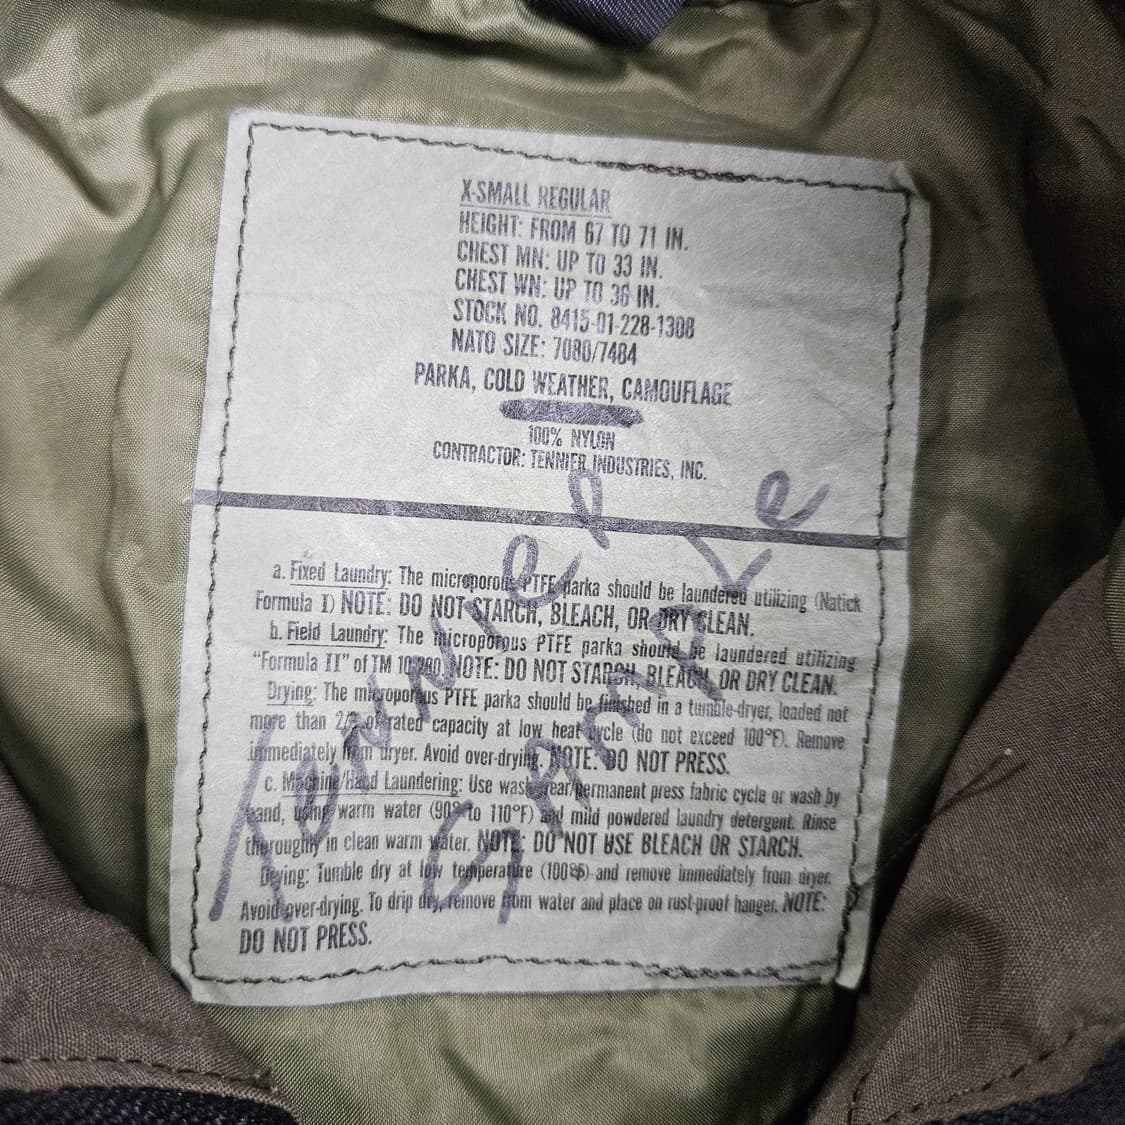 X-SMALL REGULAR
HEIGHT: FROM 67 TO 71 IN.
CHEST MN: UP TO 33 IN.
CHEST WN: UP TO 36 IN.
STOCK NO. 8415-01-228-1308
NATO SIZE: 7080/7484
PARKA, COLD WEATHER, CAMOUFLAGE
100% NYLON
CONTRACTOR: TENNIER INDUSTRIES, INC.
a. Fixed Laundry: The microporous PTFE parka should be laundered utilizing (Natick
Formula I) NOTE: DO NOT STARCH, BLEACH, OR DRY CLEAN.
b. Field Laundry: The microporous PTFE parka should be laundered utilizing
"Formula II" of TM 10-280. NOTE: DO NOT STARCH, BLEACH, OR DRY CLEAN.
Drying: The microporous PTFE parka should be finished in a tumble-dryer, loaded not
more than 2/3 of rated capacity at low heat cycle (do not exceed 100°F). Remove
immediately from dryer. Avoid over-drying. NOTE: DO NOT PRESS.
c. Machine/Hand Laundering: Use wash-wear/permanent press fabric cycle or wash by
hand, using warm water (90° to 110°F) and mild powdered laundry detergent. Rinse
thoroughly in clean warm water. NOTE: DO NOT USE BLEACH OR STARCH.
Drying: Tumble dry at low temperature (100°F) and remove immediately from dryer.
Avoid over-drying. To drip dry, remove from water and place on rust-proof hanger. NOTE:
DO NOT PRESS.
Tennier
SAmpLe